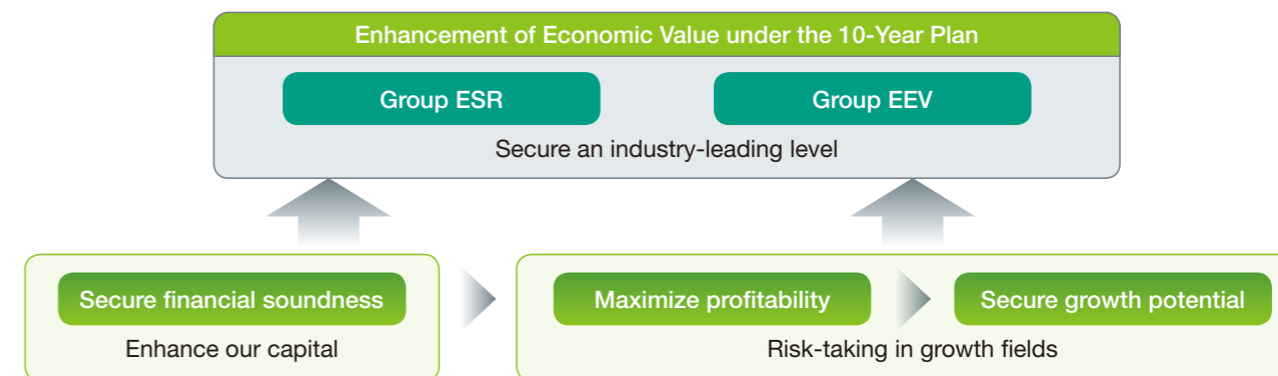 Enhancement of Economic Value under the 10-Year Plan
Group ESR
Group EEV
Secure an industry-leading level
Secure financial soundness
Enhance our capital
Maximize profitability
Secure growth potential
Risk-taking in growth fields